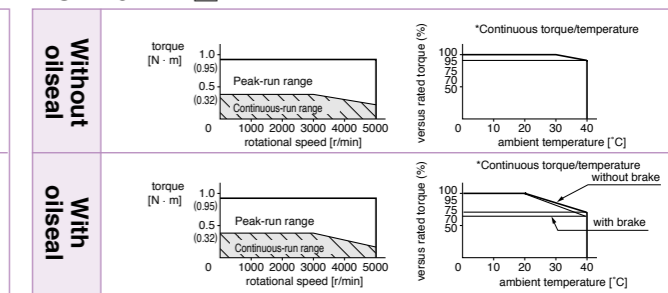 Without
oilseal
torque
[N · m]
1.0
(0.95)
0.5
(0.32)
Peak-run range
Continuous-run range
0 1000 2000 3000 4000 5000
rotational speed [r/min]
*Continuous torque/temperature
versus rated torque (%)
100
95
75
70
50
0 10 20 30 40
ambient temperature [˚C]
With
oilseal
torque
[N · m]
1.0
(0.95)
0.5
(0.32)
Peak-run range
Continuous-run range
0 1000 2000 3000 4000 5000
rotational speed [r/min]
*Continuous torque/temperature
without brake
with brake
versus rated torque (%)
100
95
75
70
50
0 10 20 30 40
ambient temperature [˚C]